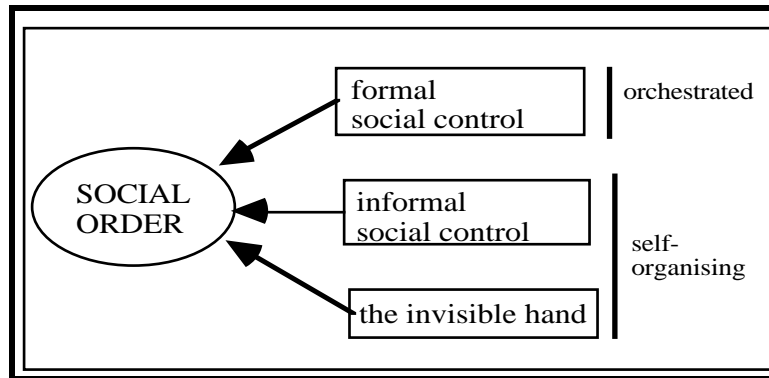 formal
social control
orchestrated
SOCIAL
ORDER
informal
social control
self-
organising
the invisible hand